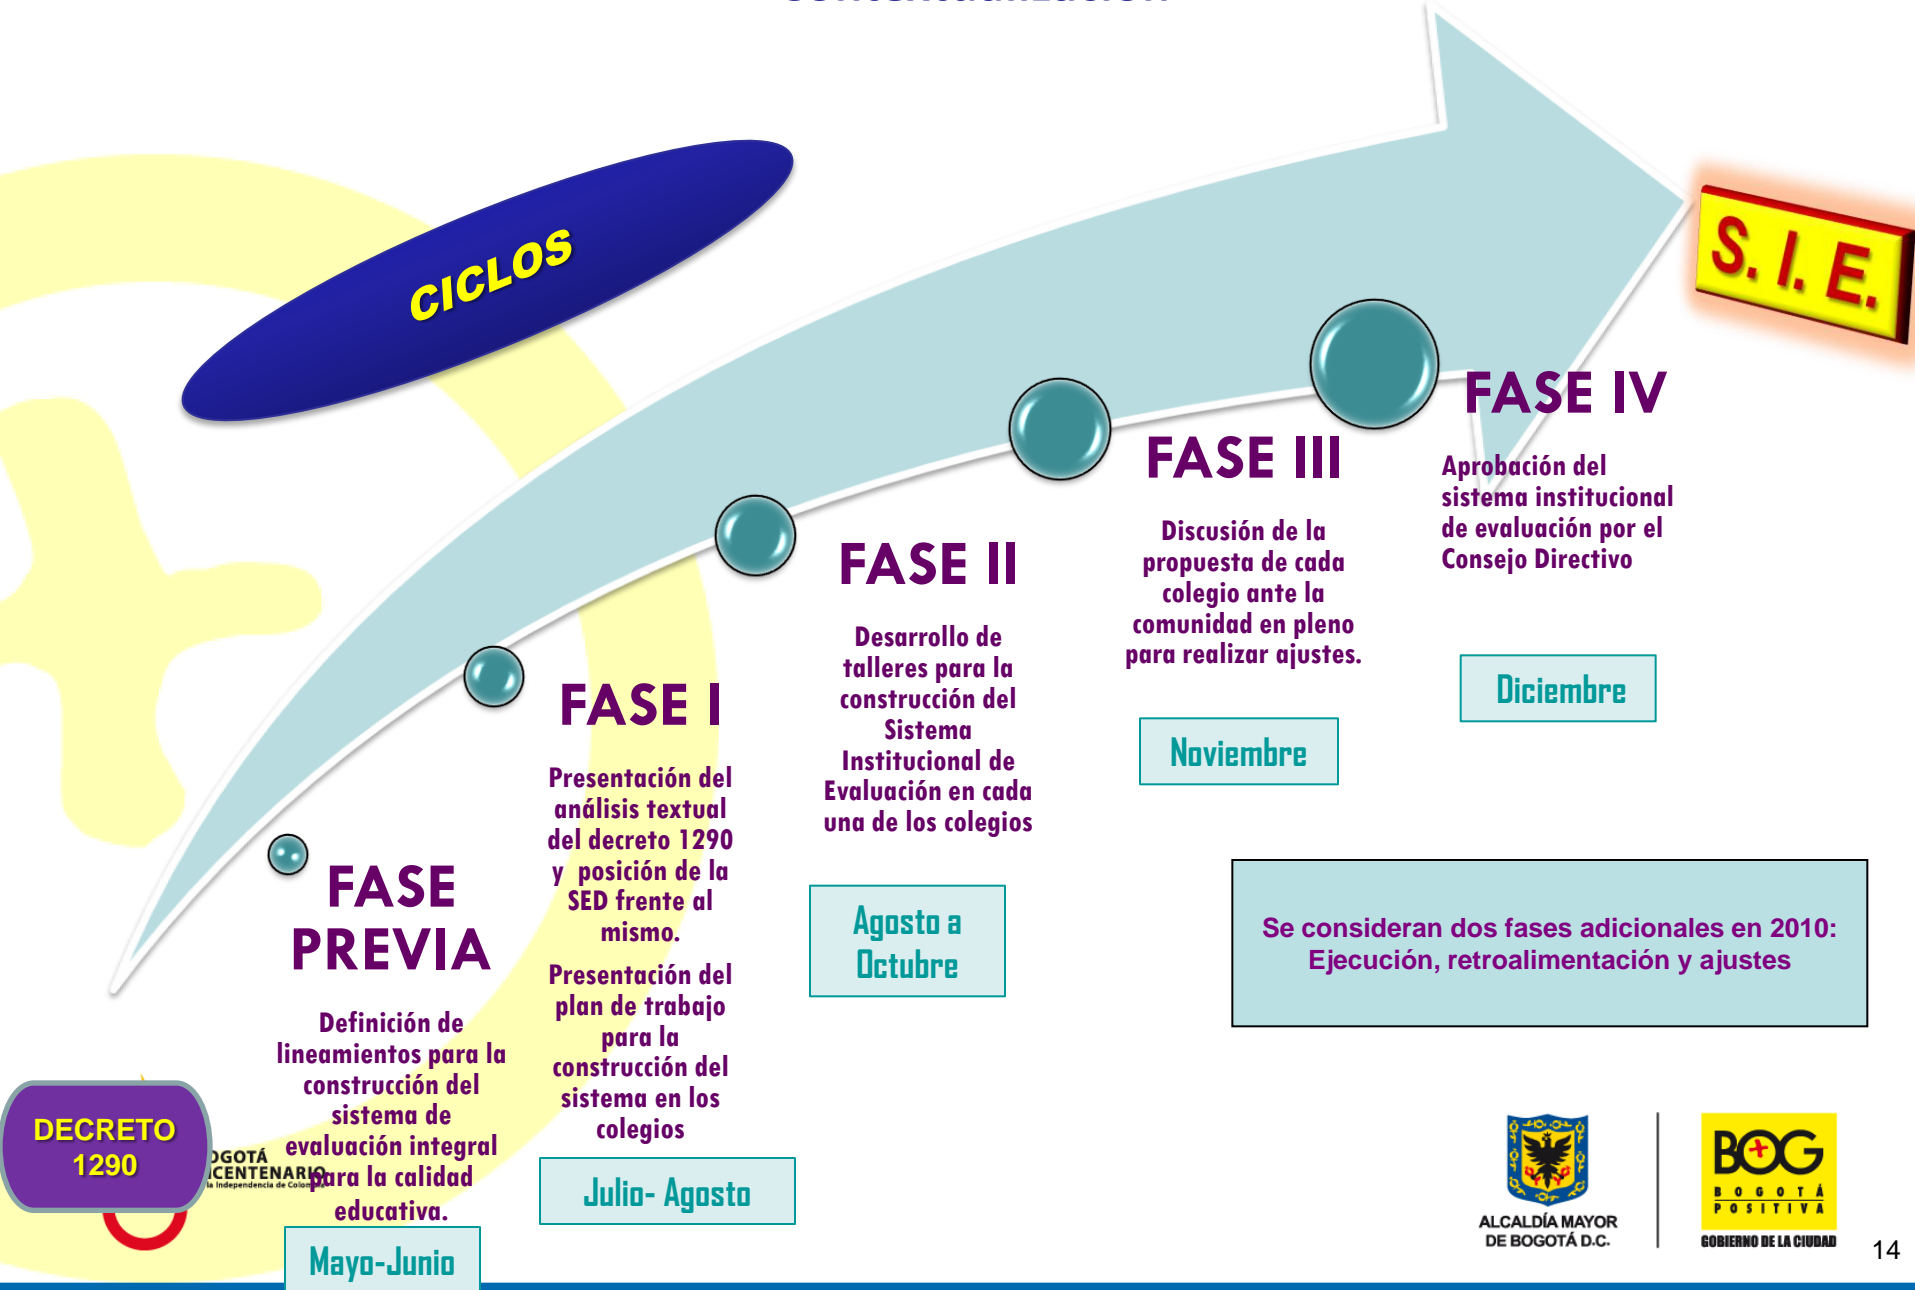 CICLOS
S. I. E.
FASE IV
Aprobación del
sistema institucional
de evaluación por el
Consejo Directivo
Diciembre
FASE III
Discusión de la
propuesta de cada
colegio ante la
comunidad en pleno
para realizar ajustes.
Noviembre
FASE II
Desarrollo de
talleres para la
construcción del
Sistema
Institucional de
Evaluación en cada
una de los colegios
Agosto a
Octubre
FASE I
Presentación del
análisis textual
del decreto 1290
y posición de la
SED frente al
mismo.
Presentación del
plan de trabajo
para la
construcción del
sistema en los
colegios
Julio- Agosto
FASE
PREVIA
Definición de
lineamientos para la
construcción del
sistema de
evaluación integral
para la calidad
educativa.
Mayo-Junio
Se consideran dos fases adicionales en 2010:
Ejecución, retroalimentación y ajustes
DECRETO
1290
ALCALDÍA MAYOR
DE BOGOTÁ D.C.
BOG
BOGOTÁ
POSITIVA
GOBIERNO DE LA CIUDAD
14